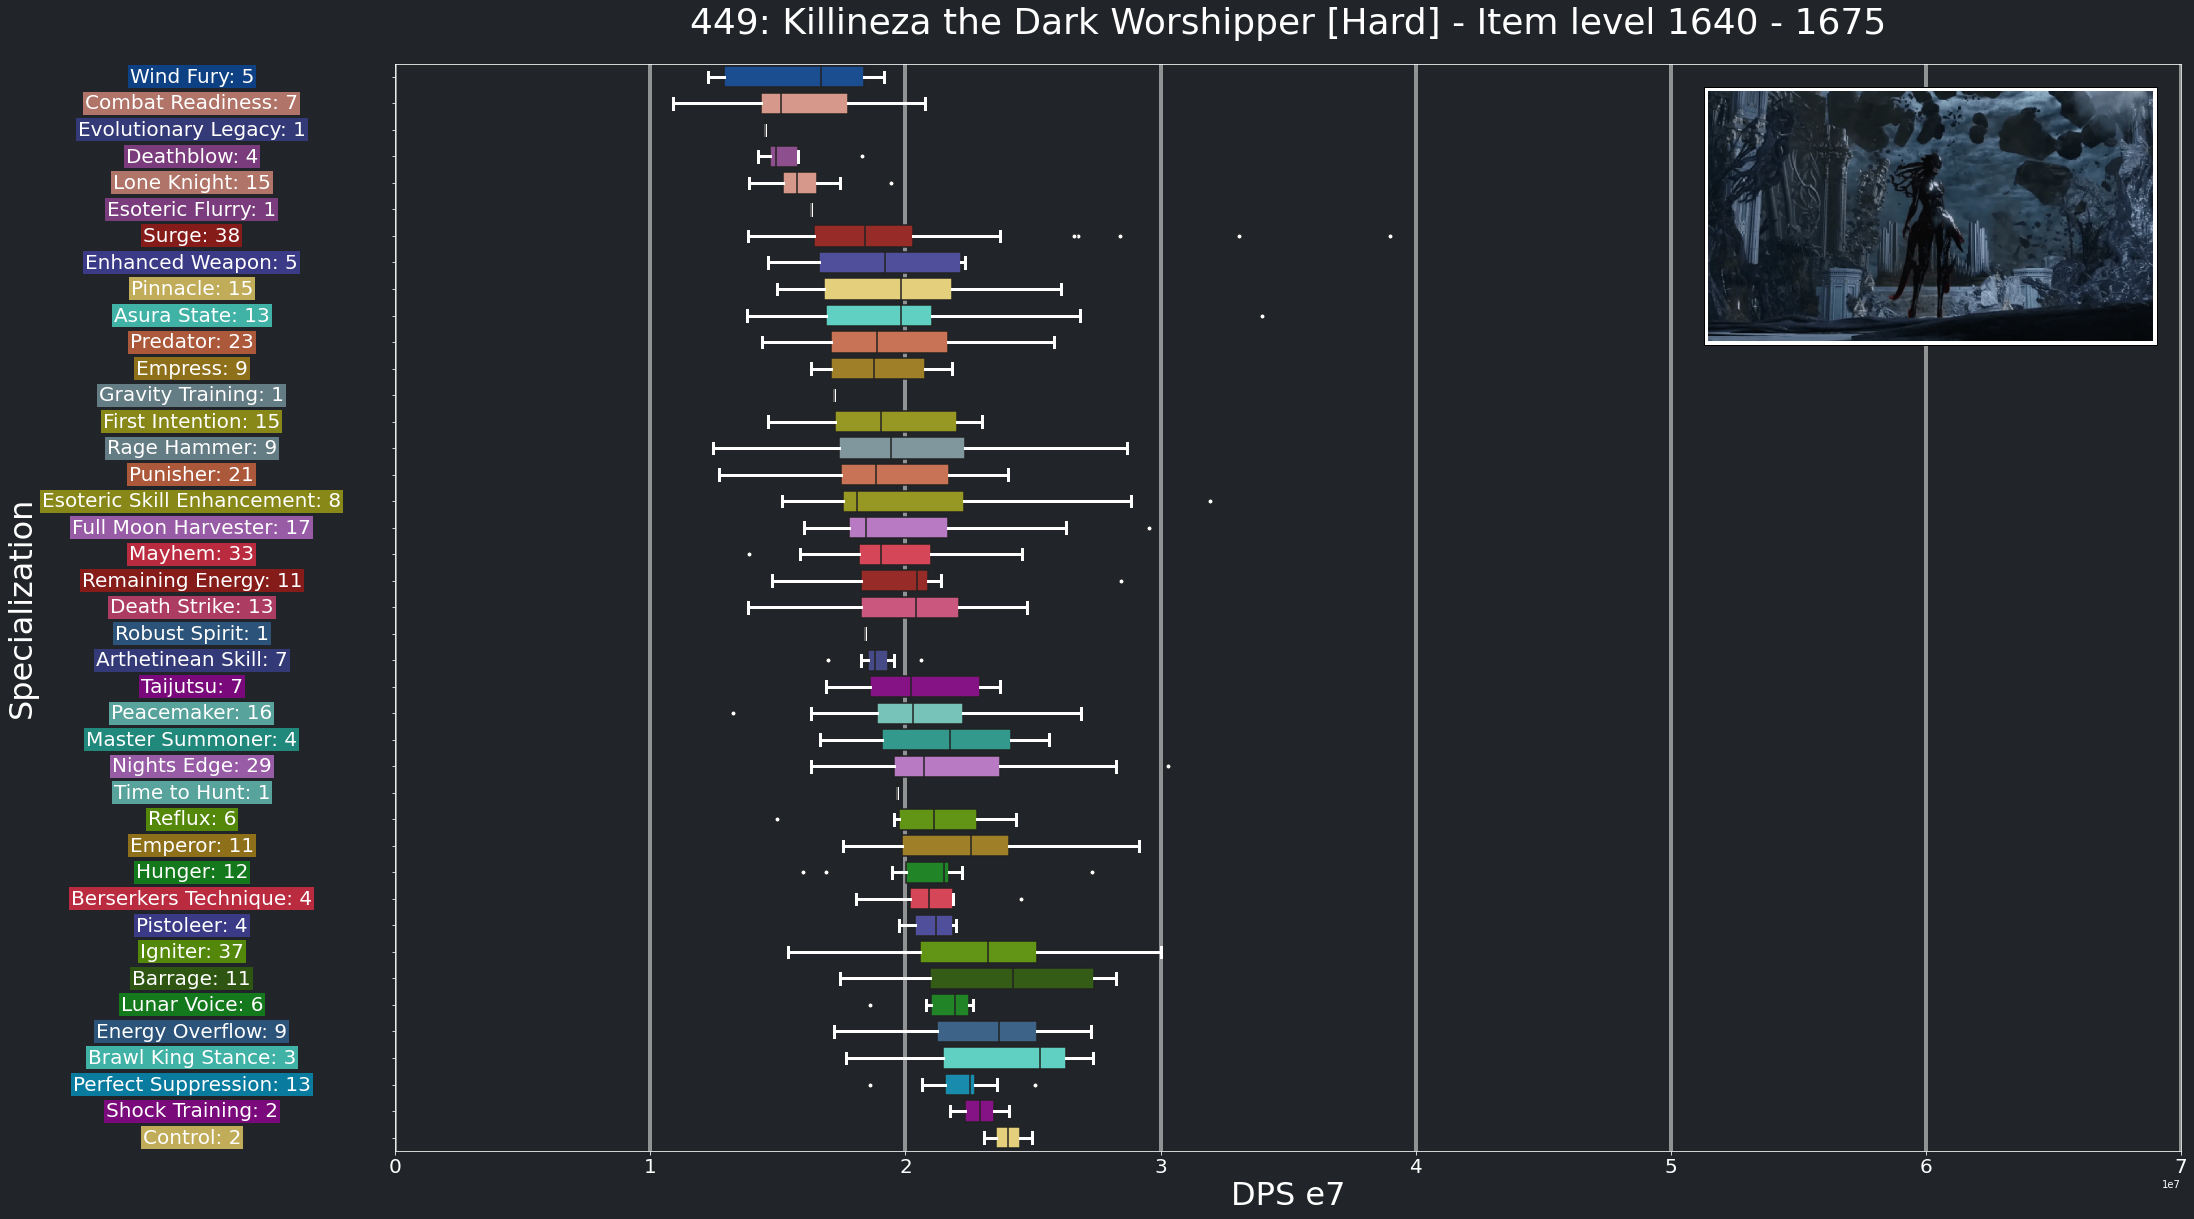 449: Killineza the Dark Worshipper [Hard] - Item level 1640 - 1675
Specialization
Wind Fury: 5
Combat Readiness: 7
Evolutionary Legacy: 1
Deathblow: 4
Lone Knight: 15
Esoteric Flurry: 1
Surge: 38
Enhanced Weapon: 5
Pinnacle: 15
Asura State: 13
Predator: 23
Empress: 9
Gravity Training: 1
First Intention: 15
Rage Hammer: 9
Punisher: 21
Esoteric Skill Enhancement: 8
Full Moon Harvester: 17
Mayhem: 33
Remaining Energy: 11
Death Strike: 13
Robust Spirit: 1
Arthetinean Skill: 7
Taijutsu: 7
Peacemaker: 16
Master Summoner: 4
Nights Edge: 29
Time to Hunt: 1
Reflux: 6
Emperor: 11
Hunger: 12
Berserkers Technique: 4
Pistoleer: 4
Igniter: 37
Barrage: 11
Lunar Voice: 6
Energy Overflow: 9
Brawl King Stance: 3
Perfect Suppression: 13
Shock Training: 2
Control: 2
0 1 2 3 4 5 6 7
1e7
DPS e7